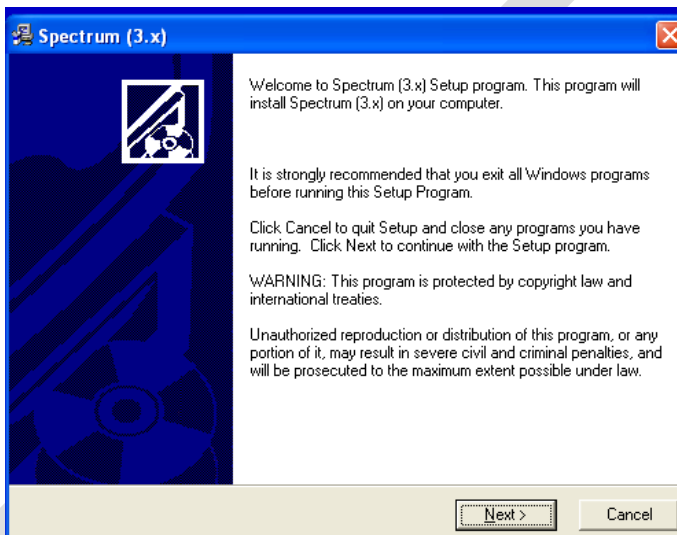 Spectrum (3.x)
Welcome to Spectrum (3.x) Setup program. This program will
install Spectrum (3.x) on your computer.
It is strongly recommended that you exit all Windows programs
before running this Setup Program.
Click Cancel to quit Setup and close any programs you have
running. Click Next to continue with the Setup program.
WARNING: This program is protected by copyright law and
international treaties.
Unauthorized reproduction or distribution of this program, or any
portion of it, may result in severe civil and criminal penalties, and
will be prosecuted to the maximum extent possible under law.
Next > Cancel